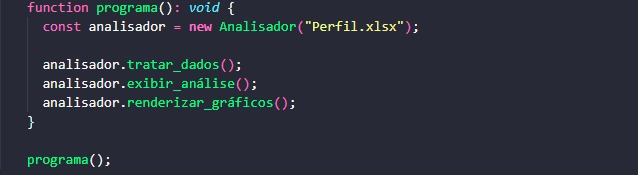 function programa(): void {
  const analisador = new Analisador("Perfil.xlsx");

  analisador.tratar_dados();
  analisador.exibir_análise();
  analisador.renderizar_gráficos();
}

programa();